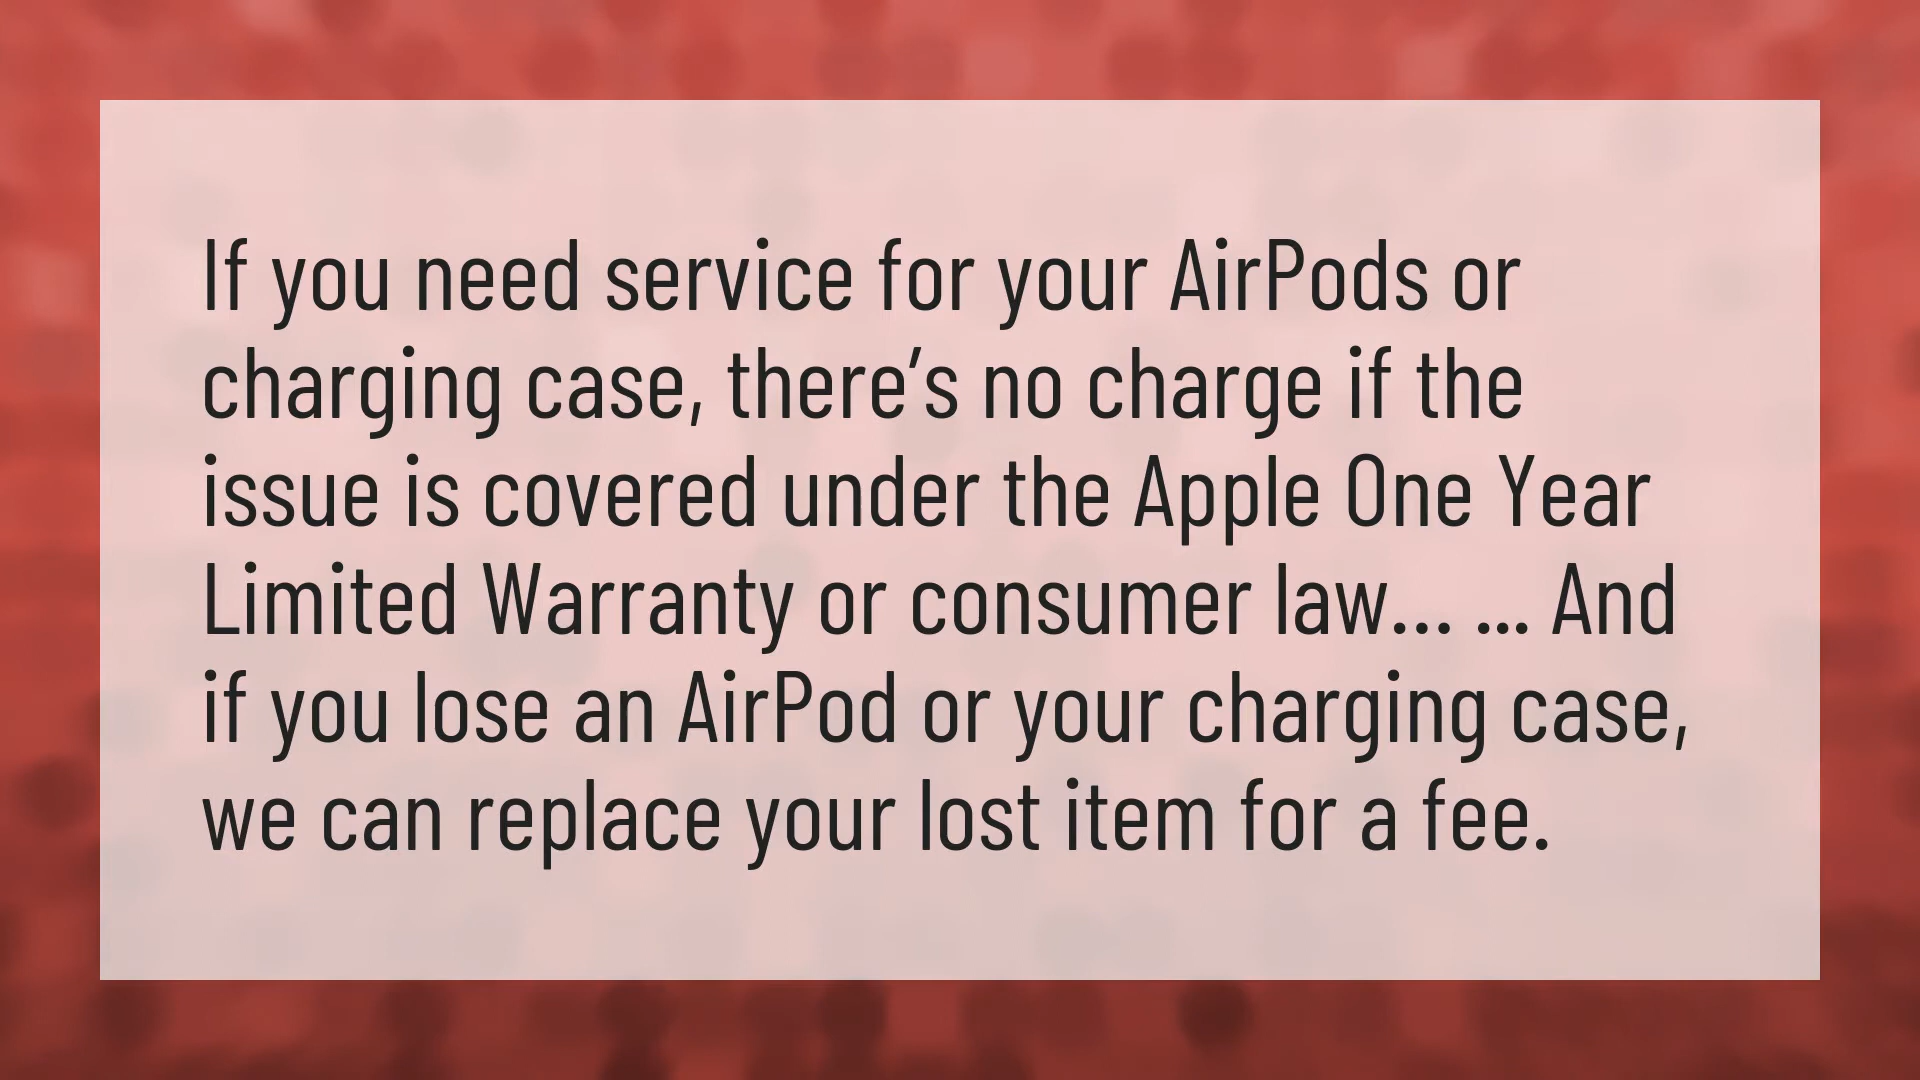 If you need service for your AirPods or
charging case, there’s no charge if the
issue is covered under the Apple One Year
Limited Warranty or consumer law... ... And
if you lose an AirPod or your charging case,
we can replace your lost item for a fee.